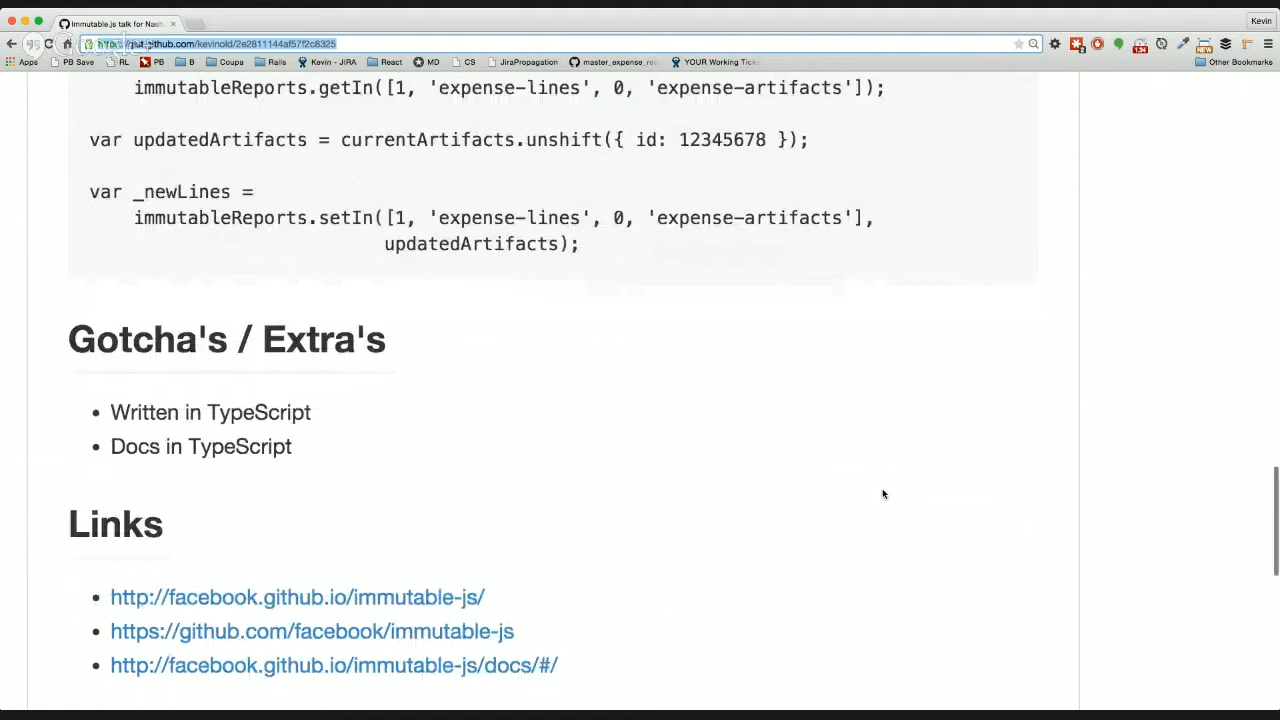 Immutable.js talk for Nash
Kevin
gist.github.com/kevinold/2e2811144af57f2c8325
Apps PB Save RL PB B Coupa Rails Kevin - JIRA React MD CS JiraPropagation master_expense_re YOUR Working Ticke Other Bookmarks
immutableReports.getIn([1, 'expense-lines', 0, 'expense-artifacts']);
var updatedArtifacts = currentArtifacts.unshift({ id: 12345678 });
var _newLines =
immutableReports.setIn([1, 'expense-lines', 0, 'expense-artifacts'],
updatedArtifacts);
Gotcha's / Extra's
Written in TypeScript
Docs in TypeScript
Links
http://facebook.github.io/immutable-js/
https://github.com/facebook/immutable-js
http://facebook.github.io/immutable-js/docs/#/